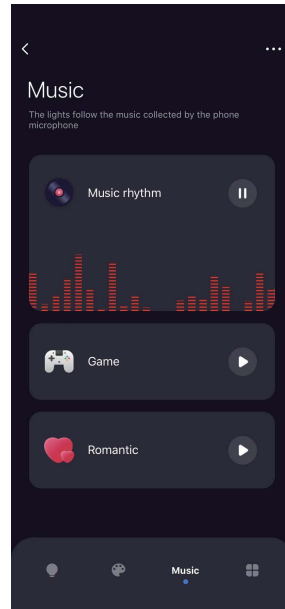 Music
The lights follow the music collected by the phone
microphone
Music rhythm
Game
Romantic
Music